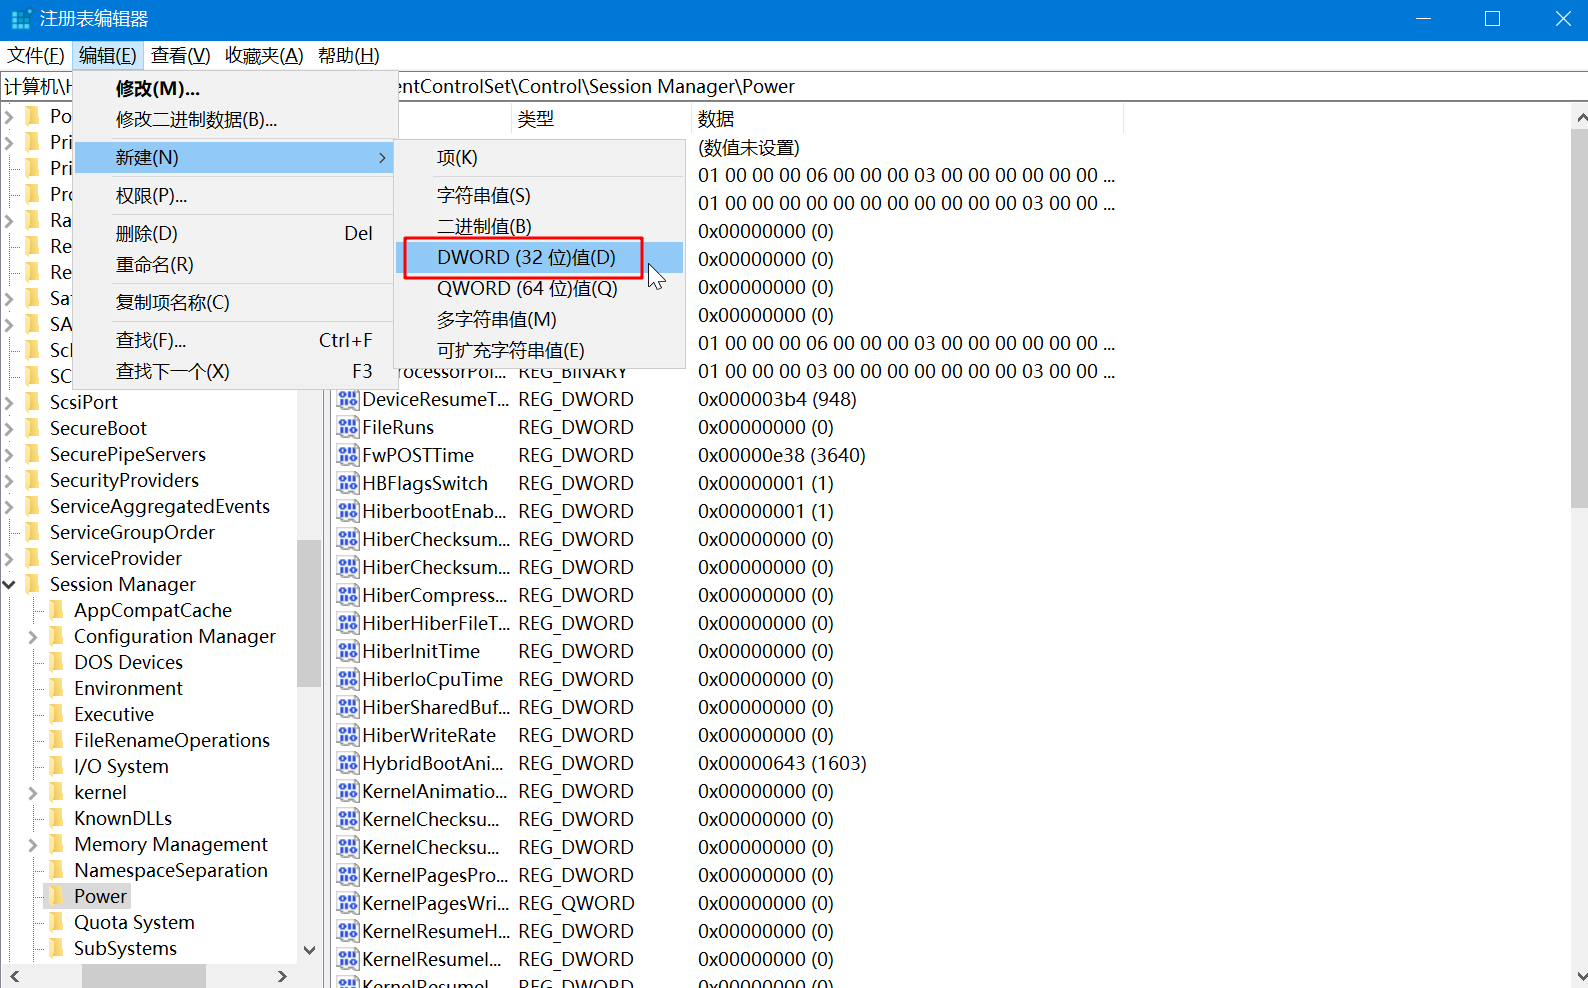 注册表编辑器
文件(F) 编辑(E) 查看(V) 收藏夹(A) 帮助(H)
计算机\H
entControlSet\Control\Session Manager\Power
修改(M)...
修改二进制数据(B)...
新建(N)
权限(P)...
删除(D) Del
重命名(R)
复制项名称(C)
查找(F)... Ctrl+F
查找下一个(X) F3
项(K)
字符串值(S)
二进制值(B)
DWORD (32 位)值(D)
QWORD (64 位)值(Q)
多字符串值(M)
可扩充字符串值(E)
Po
Pri
Pri
Pro
Ra
Re
Re
Sat
SA
Scl
SC
ScsiPort
SecureBoot
SecurePipeServers
SecurityProviders
ServiceAggregatedEvents
ServiceGroupOrder
ServiceProvider
Session Manager
AppCompatCache
Configuration Manager
DOS Devices
Environment
Executive
FileRenameOperations
I/O System
kernel
KnownDLLs
Memory Management
NamespaceSeparation
Power
Quota System
SubSystems
类型 数据
(数值未设置)
01 00 00 00 06 00 00 00 03 00 00 00 00 00 00 ...
01 00 00 00 00 00 00 00 00 00 00 00 03 00 00 ...
0x00000000 (0)
0x00000000 (0)
0x00000000 (0)
0x00000000 (0)
01 00 00 00 06 00 00 00 03 00 00 00 00 00 00 ...
rocessorPol... REG_BINARY 01 00 00 00 03 00 00 00 00 00 00 00 03 00 00 ...
DeviceResumeT... REG_DWORD 0x000003b4 (948)
FileRuns REG_DWORD 0x00000000 (0)
FwPOSTTime REG_DWORD 0x00000e38 (3640)
HBFlagsSwitch REG_DWORD 0x00000001 (1)
HiberbootEnab... REG_DWORD 0x00000001 (1)
HiberChecksum... REG_DWORD 0x00000000 (0)
HiberChecksum... REG_DWORD 0x00000000 (0)
HiberCompress... REG_DWORD 0x00000000 (0)
HiberHiberFileT... REG_DWORD 0x00000000 (0)
HiberInitTime REG_DWORD 0x00000000 (0)
HiberIoCpuTime REG_DWORD 0x00000000 (0)
HiberSharedBuf... REG_DWORD 0x00000000 (0)
HiberWriteRate REG_DWORD 0x00000000 (0)
HybridBootAni... REG_DWORD 0x00000643 (1603)
KernelAnimatio... REG_DWORD 0x00000000 (0)
KernelChecksu... REG_DWORD 0x00000000 (0)
KernelChecksu... REG_DWORD 0x00000000 (0)
KernelPagesPro... REG_DWORD 0x00000000 (0)
KernelPagesWri... REG_QWORD 0x00000000 (0)
KernelResumeH... REG_DWORD 0x00000000 (0)
KernelResumeI... REG_DWORD 0x00000000 (0)
KernelResumeI... REG_DWORD 0x00000000 (0)